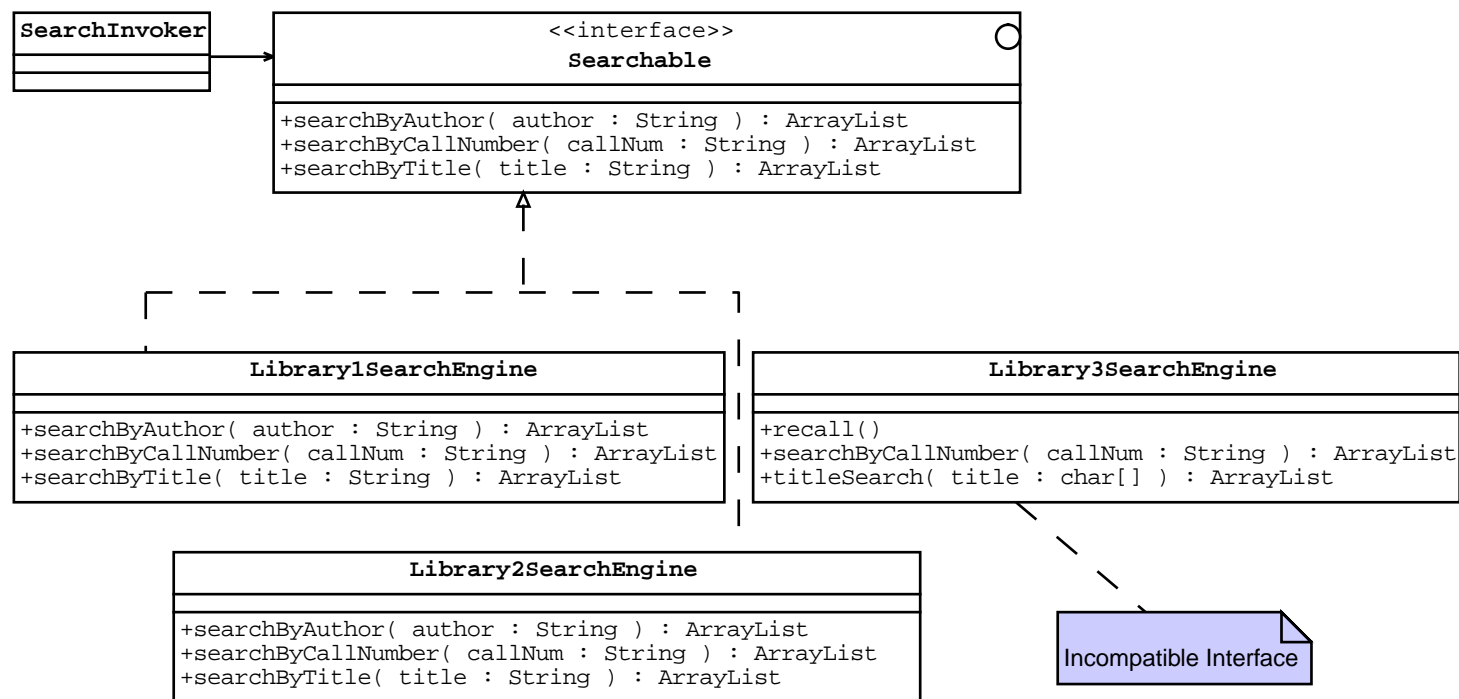 SearchInvoker
<<interface>>
Searchable
+searchByAuthor( author : String ) : ArrayList
+searchByCallNumber( callNum : String ) : ArrayList
+searchByTitle( title : String ) : ArrayList
Library1SearchEngine
+searchByAuthor( author : String ) : ArrayList
+searchByCallNumber( callNum : String ) : ArrayList
+searchByTitle( title : String ) : ArrayList
Library3SearchEngine
+recall()
+searchByCallNumber( callNum : String ) : ArrayList
+titleSearch( title : char[] ) : ArrayList
Library2SearchEngine
+searchByAuthor( author : String ) : ArrayList
+searchByCallNumber( callNum : String ) : ArrayList
+searchByTitle( title : String ) : ArrayList
Incompatible Interface